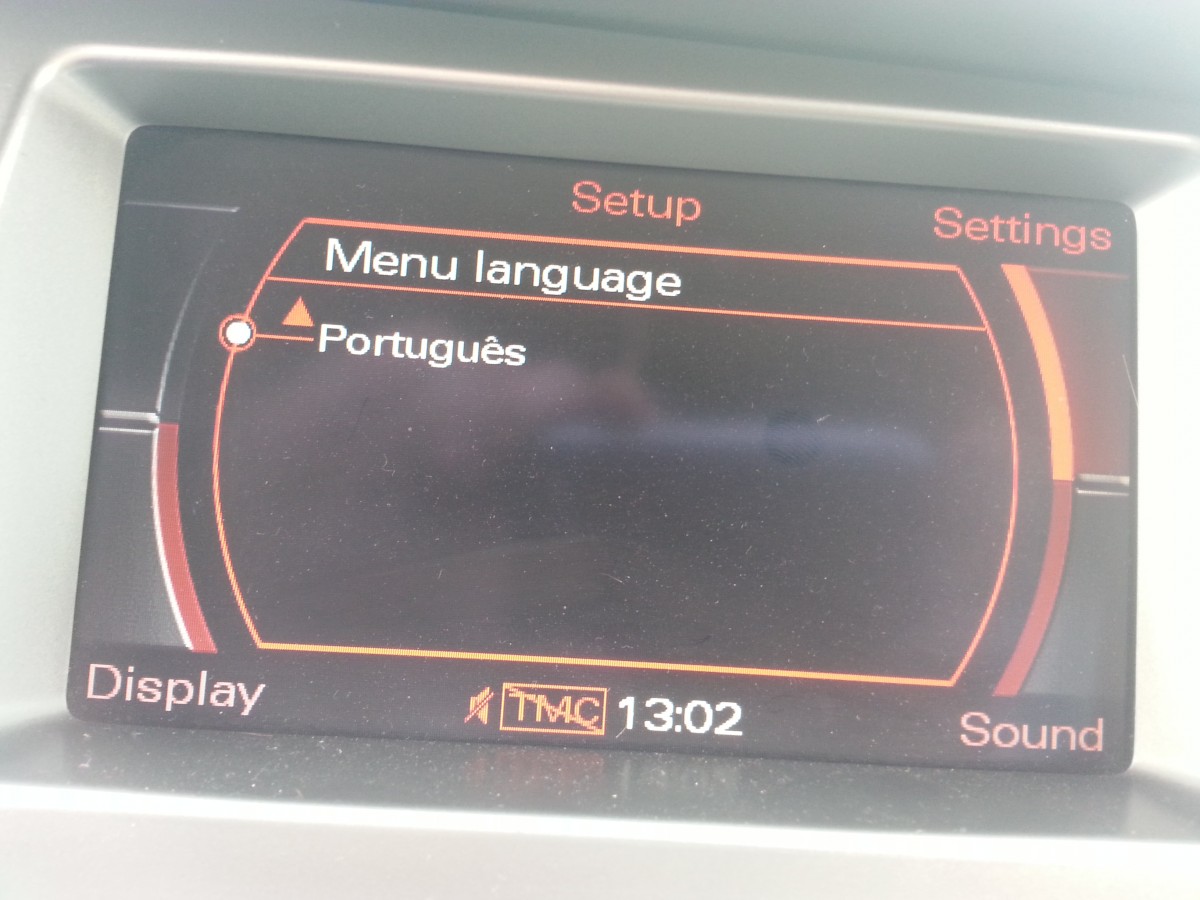 Setup
Settings
Menu language
Português
Display
TMC 13:02
Sound